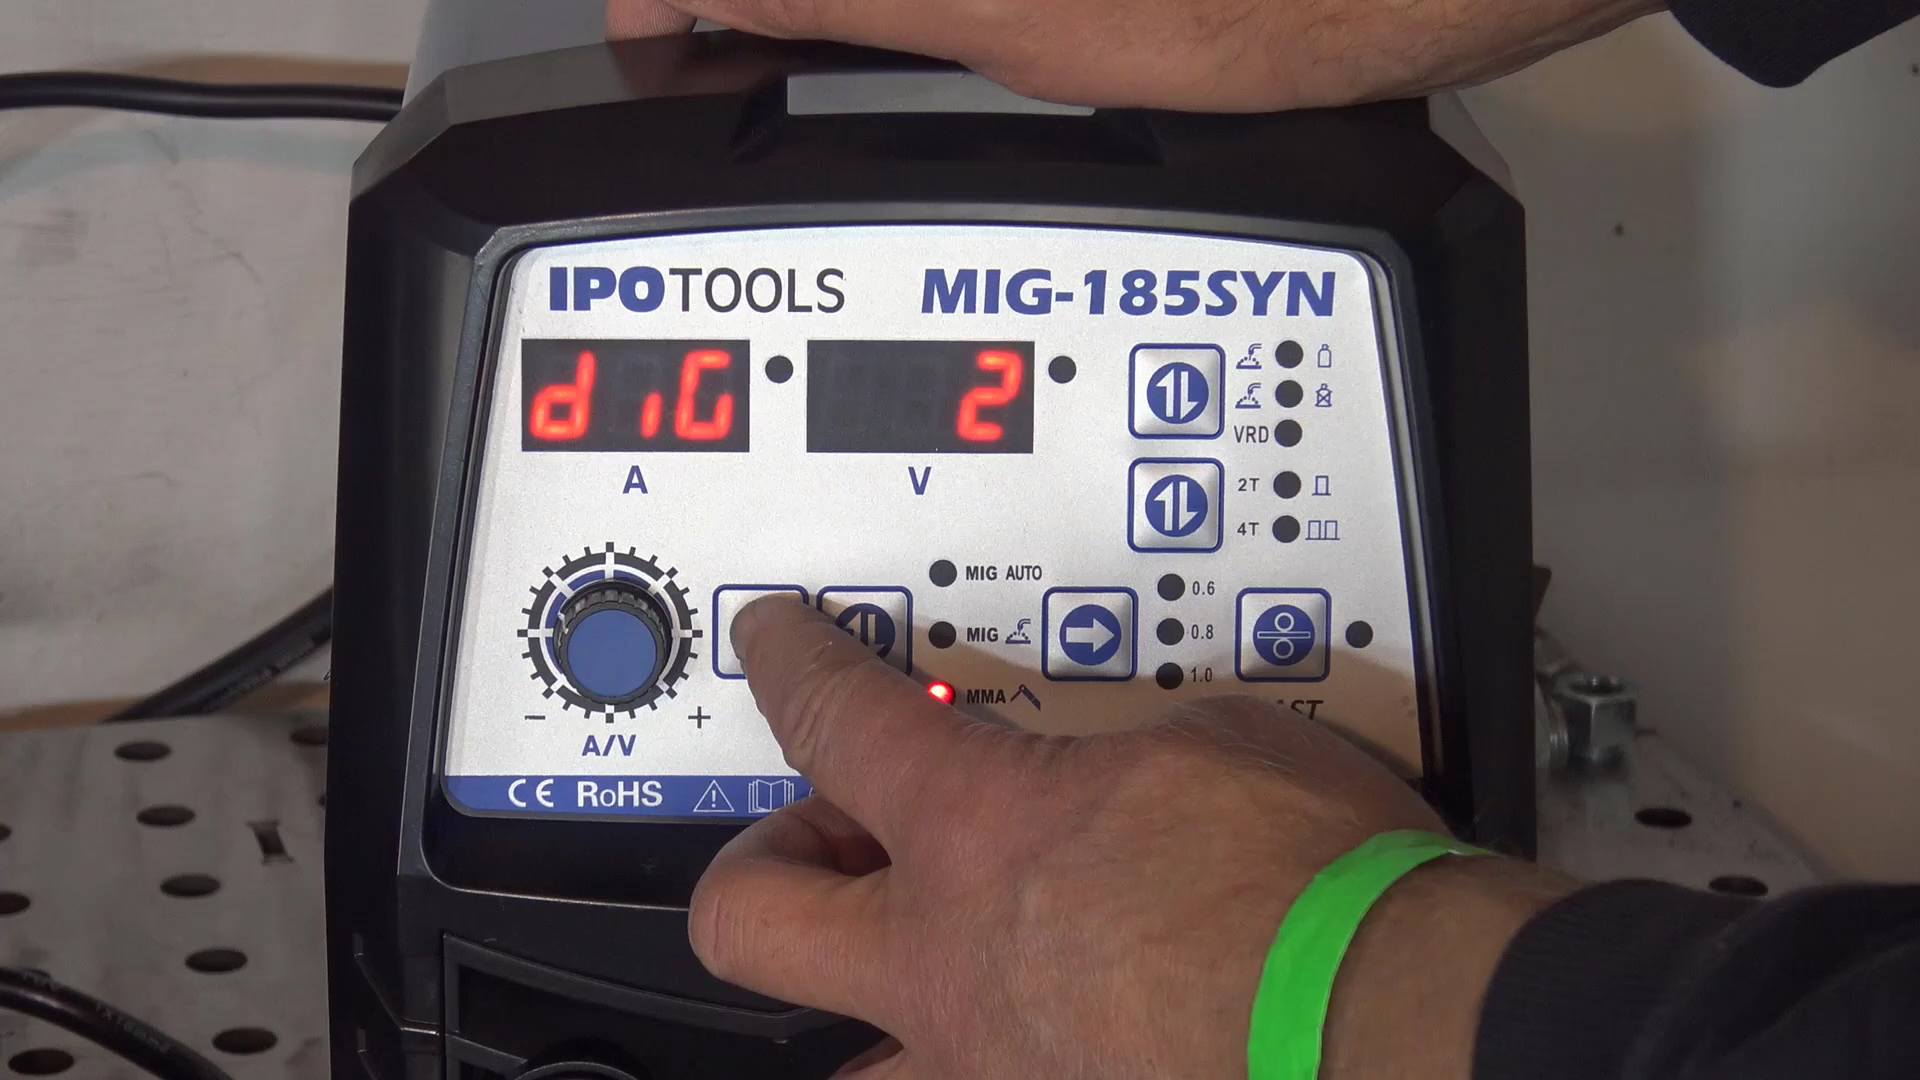 IPOTOOLS MIG-185SYN
diG 2
A V
VRD
2T
4T
MIG AUTO
0.6
MIG 0.8
MMA 1.0
- +
A/V
CE RoHS